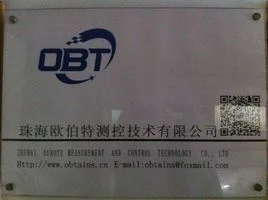 OBT
珠海欧伯特测控技术有限公司
ZHUHAI OUBOTE MEASUREMENT AND CONTROL TECHNOLOGY CO., LTD
Http://www.obtains.cn E-mail:obtains@foxmail.com